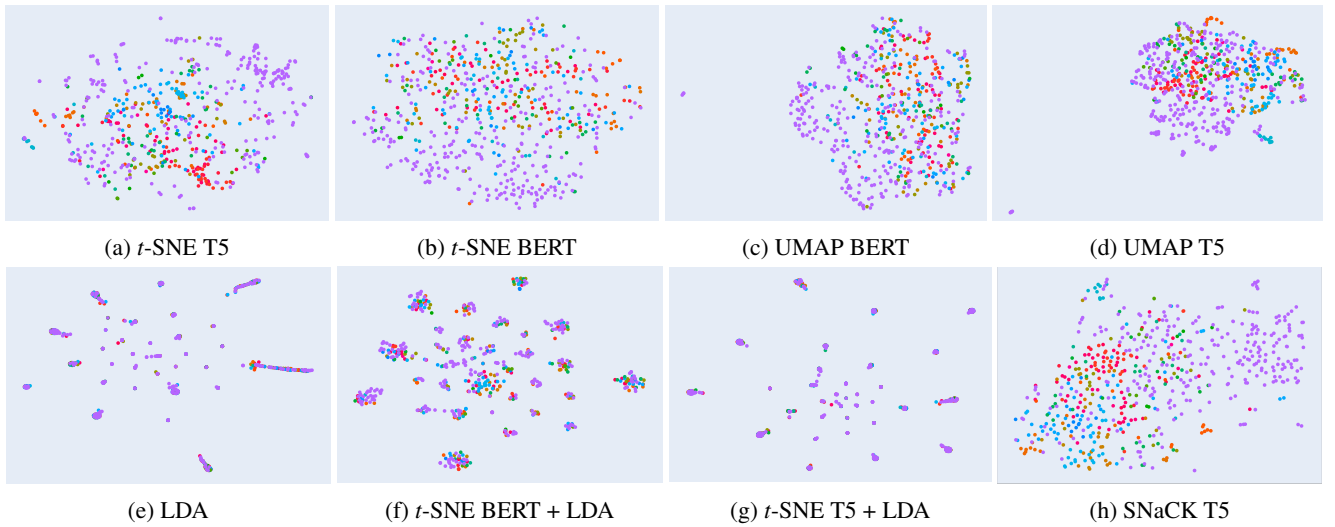 (a) t-SNE T5
(b) t-SNE BERT
(c) UMAP BERT
(d) UMAP T5
(e) LDA
(f) t-SNE BERT + LDA
(g) t-SNE T5 + LDA
(h) SNaCK T5